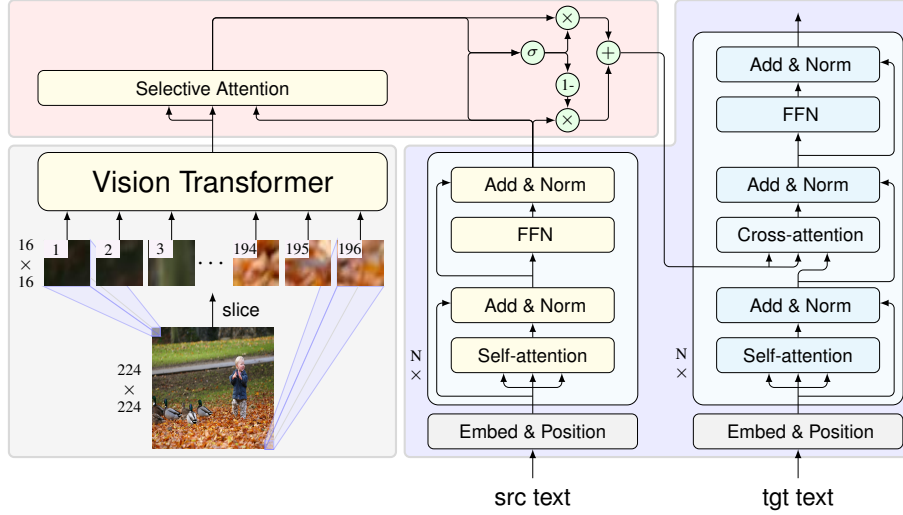 ×
σ
+
1-
×
Selective Attention
Vision Transformer
1
2
3
···
194
195
196
16
×
16
slice
224
×
224
Add & Norm
FFN
Add & Norm
Self-attention
N
×
Embed & Position
src text
Add & Norm
FFN
Add & Norm
Cross-attention
Add & Norm
Self-attention
N
×
Embed & Position
tgt text